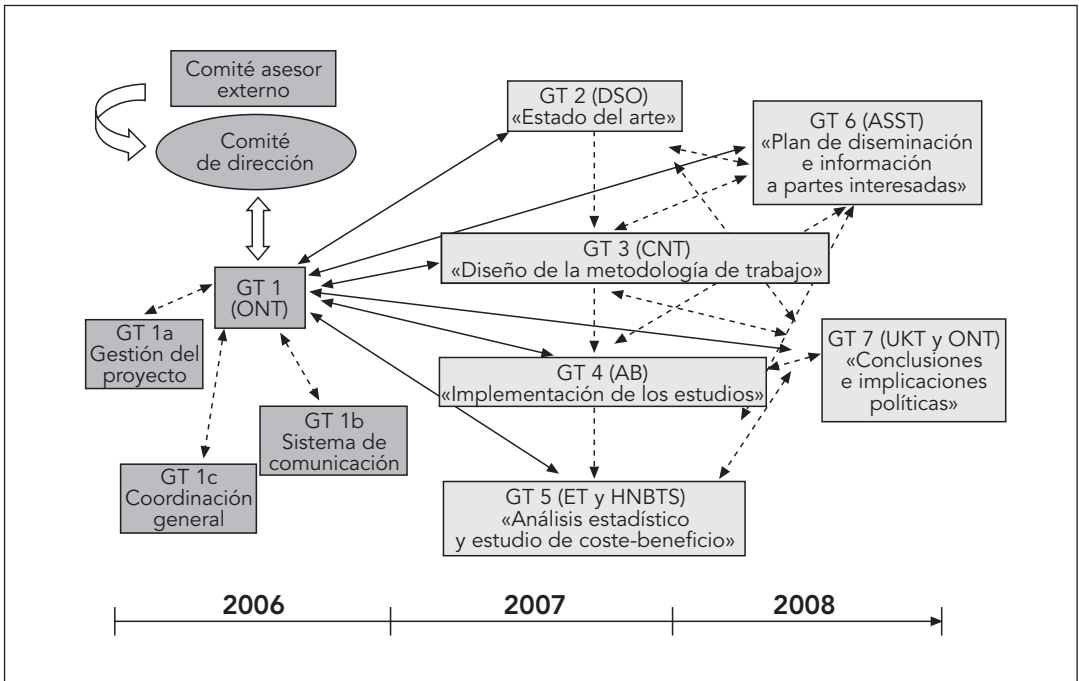 Comité asesor
externo
Comité
de dirección
GT 1
(ONT)
GT 1a
Gestión del
proyecto
GT 1b
Sistema de
comunicación
GT 1c
Coordinación
general
GT 2 (DSO)
«Estado del arte»
GT 3 (CNT)
«Diseño de la metodología de trabajo»
GT 4 (AB)
«Implementación de los estudios»
GT 5 (ET y HNBTS)
«Análisis estadístico
y estudio de coste-beneficio»
GT 6 (ASST)
«Plan de diseminación
e información
a partes interesadas»
GT 7 (UKT y ONT)
«Conclusiones
e implicaciones
políticas»
2006
2007
2008